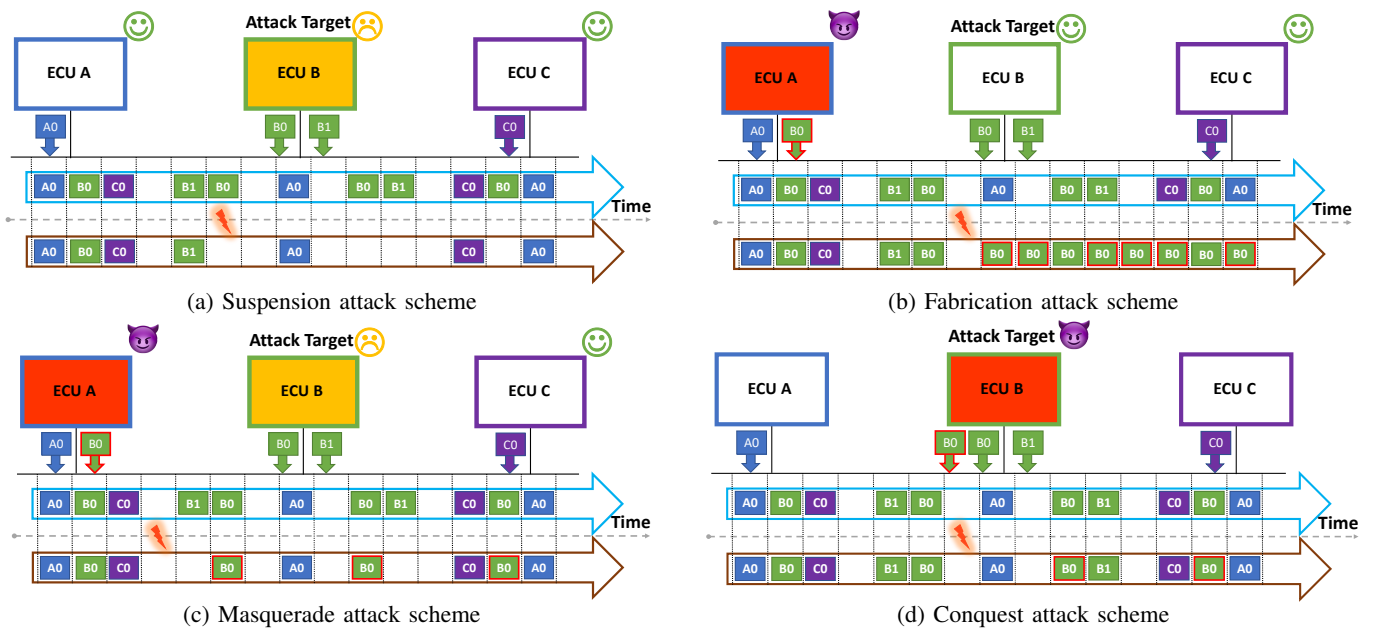 Attack Target
ECU A
ECU B
ECU C
A0
B0
B1
C0
A0 B0 C0 B1 B0 A0 B0 B1 C0 B0 A0
Time
A0 B0 C0 B1 A0 C0 A0
(a) Suspension attack scheme
Attack Target
ECU A
ECU B
ECU C
A0
B0
B0
B1
C0
A0 B0 C0 B1 B0 A0 B0 B1 C0 B0 A0
Time
A0 B0 C0 B1 B0 B0 B0 B0 B0 B0 B0 B0 B0
(b) Fabrication attack scheme
Attack Target
ECU A
ECU B
ECU C
A0
B0
B0
B1
C0
A0 B0 C0 B1 B0 A0 B0 B1 C0 B0 A0
Time
A0 B0 C0 B0 A0 B0 C0 B0 A0
(c) Masquerade attack scheme
Attack Target
ECU A
ECU B
ECU C
A0
B0
B0
B1
C0
A0 B0 C0 B1 B0 A0 B0 B1 C0 B0 A0
Time
A0 B0 C0 B1 B0 A0 B0 B1 C0 B0 A0
(d) Conquest attack scheme